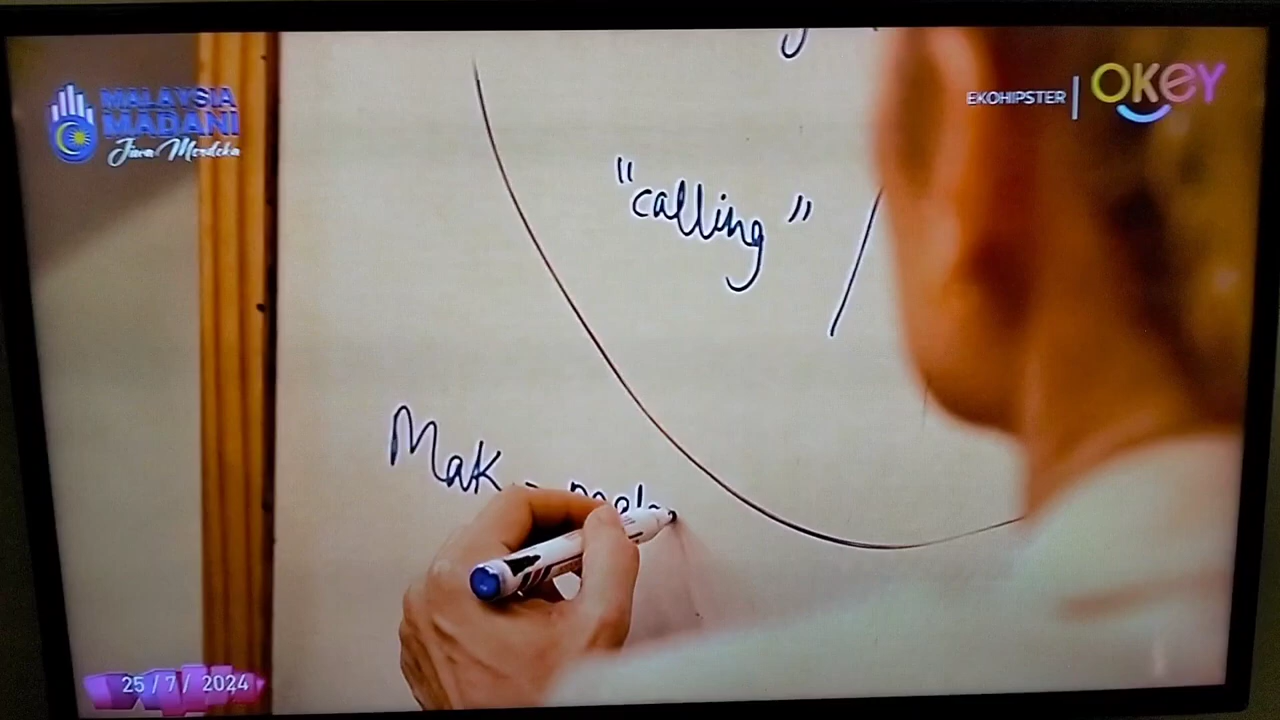 MALAYSIA
MADANI
Jiwa Merdeka
EKOHIPSTER
OKEY
"calling"
Mak -
25 / 7 / 2024